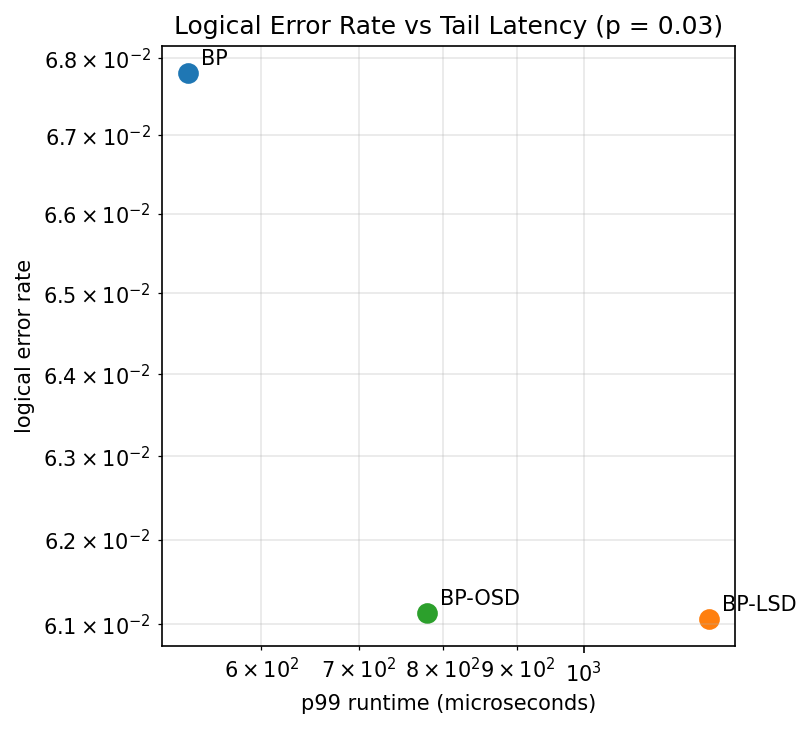 Logical Error Rate vs Tail Latency (p = 0.03)
6.8 × 10⁻²
BP
6.7 × 10⁻²
6.6 × 10⁻²
6.5 × 10⁻²
6.4 × 10⁻²
6.3 × 10⁻²
6.2 × 10⁻²
6.1 × 10⁻²
logical error rate
BP-OSD
BP-LSD
6 × 10² 7 × 10² 8 × 10² 9 × 10² 10³
p99 runtime (microseconds)